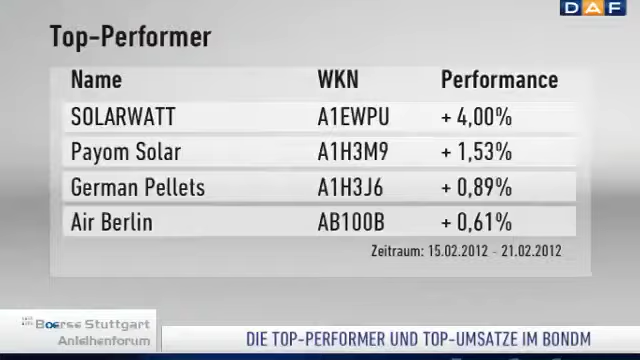 DAF
Top-Performer
Name WKN Performance
SOLARWATT A1EWPU + 4,00%
Payom Solar A1H3M9 + 1,53%
German Pellets A1H3J6 + 0,89%
Air Berlin AB100B + 0,61%
Zeitraum: 15.02.2012 - 21.02.2012
Boerse Stuttgart
Anleihenforum
DIE TOP-PERFORMER UND TOP-UMSÄTZE IM BONDM